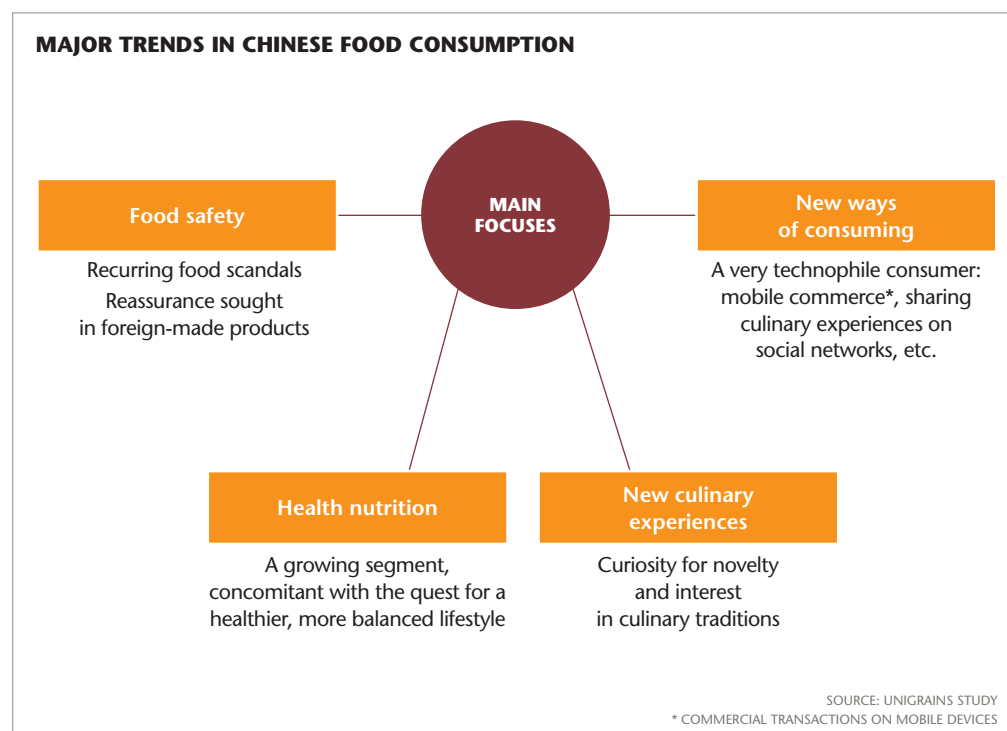 MAJOR TRENDS IN CHINESE FOOD CONSUMPTION
MAIN
FOCUSES
Food safety
Recurring food scandals
Reassurance sought
in foreign-made products
New ways
of consuming
A very technophile consumer:
mobile commerce*, sharing
culinary experiences on
social networks, etc.
Health nutrition
A growing segment,
concomitant with the quest for a
healthier, more balanced lifestyle
New culinary
experiences
Curiosity for novelty
and interest
in culinary traditions
SOURCE: UNIGRAINS STUDY
* COMMERCIAL TRANSACTIONS ON MOBILE DEVICES